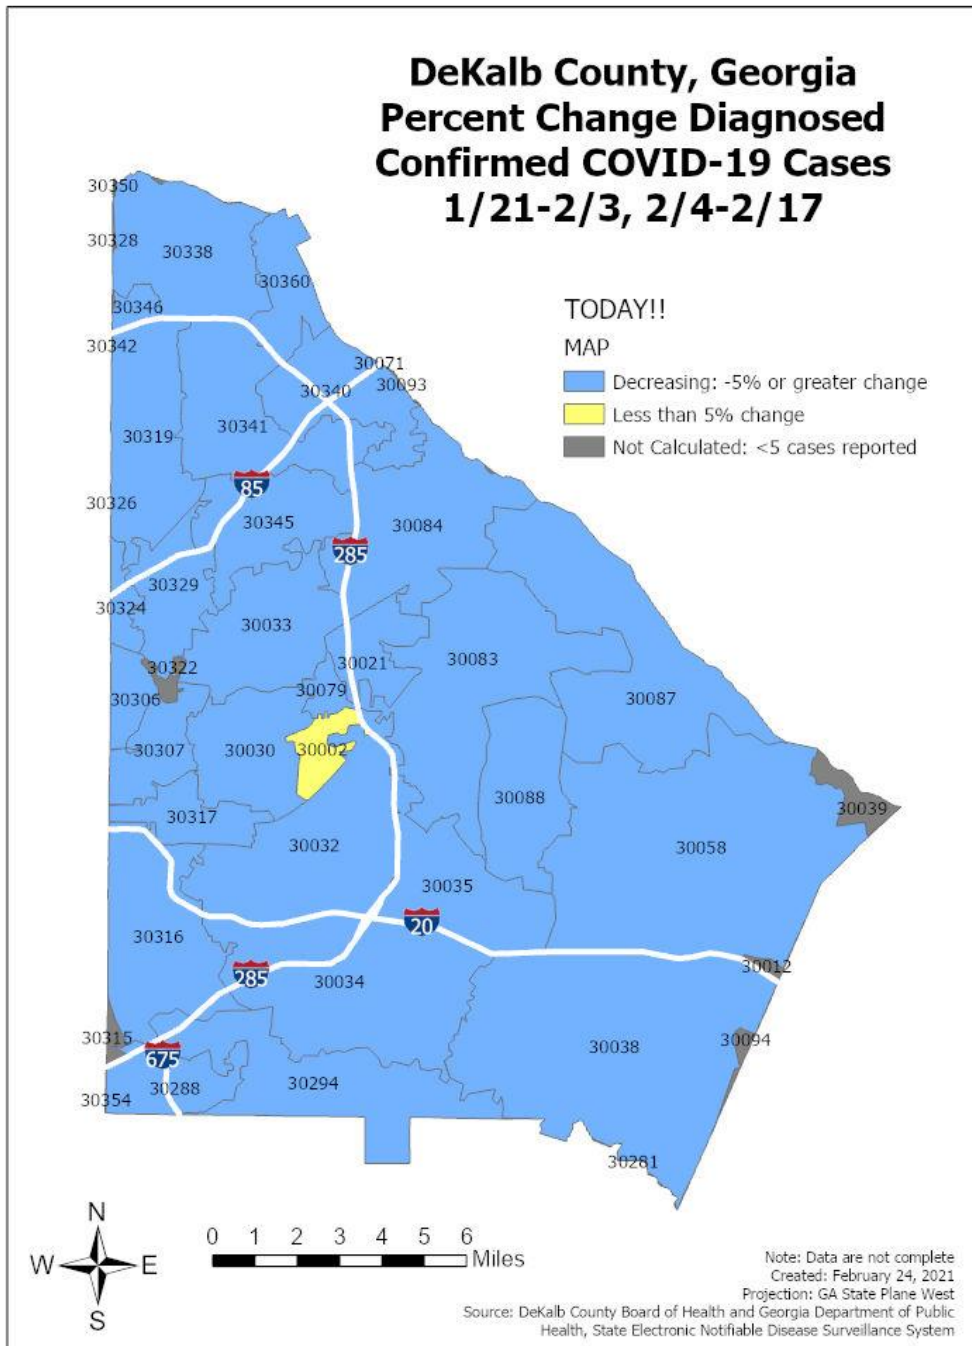 DeKalb County, Georgia
Percent Change Diagnosed
Confirmed COVID-19 Cases
1/21-2/3, 2/4-2/17
TODAY!!
MAP
Decreasing: -5% or greater change
Less than 5% change
Not Calculated: <5 cases reported
30350
30328
30338
30360
30346
30342
30071
30093
30340
30341
30319
85
30326
30345
30084
285
30329
30324
30033
30021
30083
30322
30079
30306
30087
30307
30030
30002
30088
30039
30317
30032
30058
30035
20
30316
30012
285
30034
30315
675
30038
30094
30288
30294
30354
30281
N
W
E
S
0 1 2 3 4 5 6
Miles
Note: Data are not complete
Created: February 24, 2021
Projection: GA State Plane West
Source: DeKalb County Board of Health and Georgia Department of Public
Health, State Electronic Notifiable Disease Surveillance System